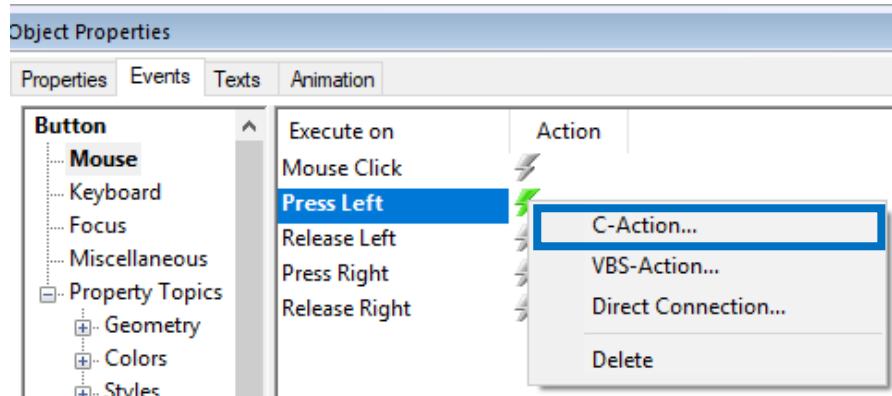 Object Properties
Properties Events Texts Animation
Button
Mouse
Keyboard
Focus
Miscellaneous
Property Topics
Geometry
Colors
Styles
Execute on Action
Mouse Click
Press Left
Release Left
Press Right
Release Right
C-Action...
VBS-Action...
Direct Connection...
Delete